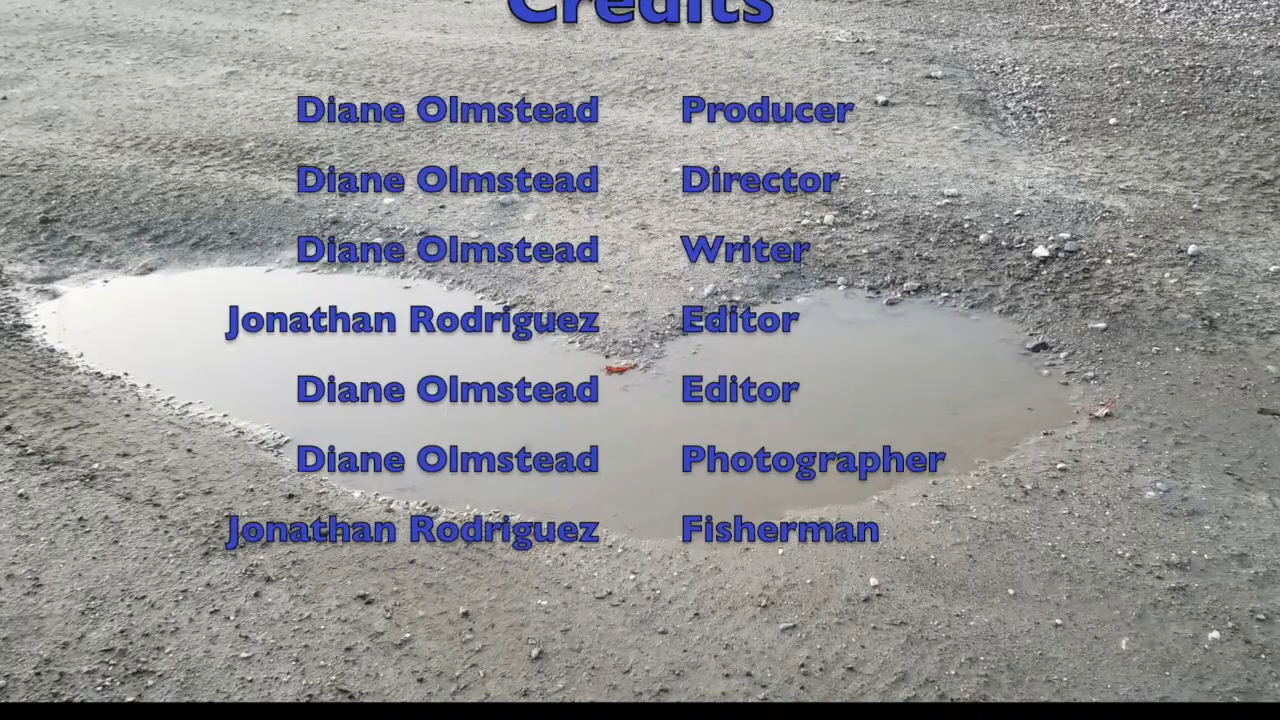 Credits
Diane Olmstead Producer
Diane Olmstead Director
Diane Olmstead Writer
Jonathan Rodriguez Editor
Diane Olmstead Editor
Diane Olmstead Photographer
Jonathan Rodriguez Fisherman